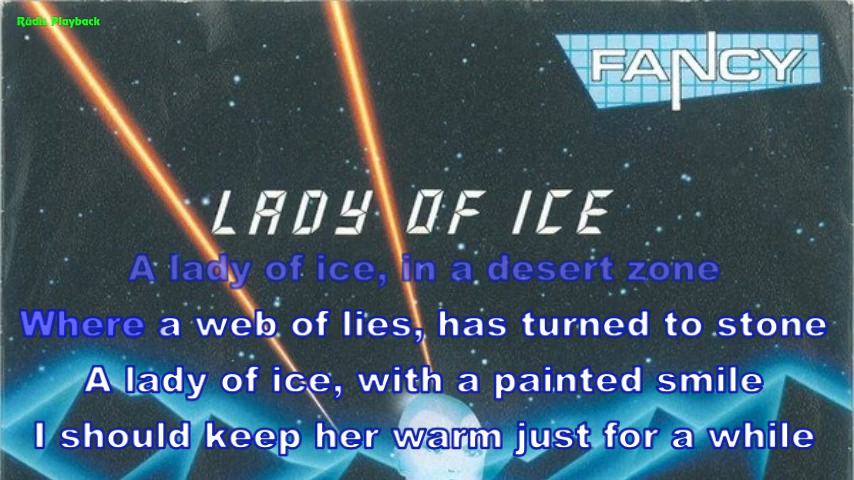 Rádio Playback
FANCY
LADY OF ICE
A lady of ice, in a desert zone
Where a web of lies, has turned to stone
A lady of ice, with a painted smile
I should keep her warm just for a while